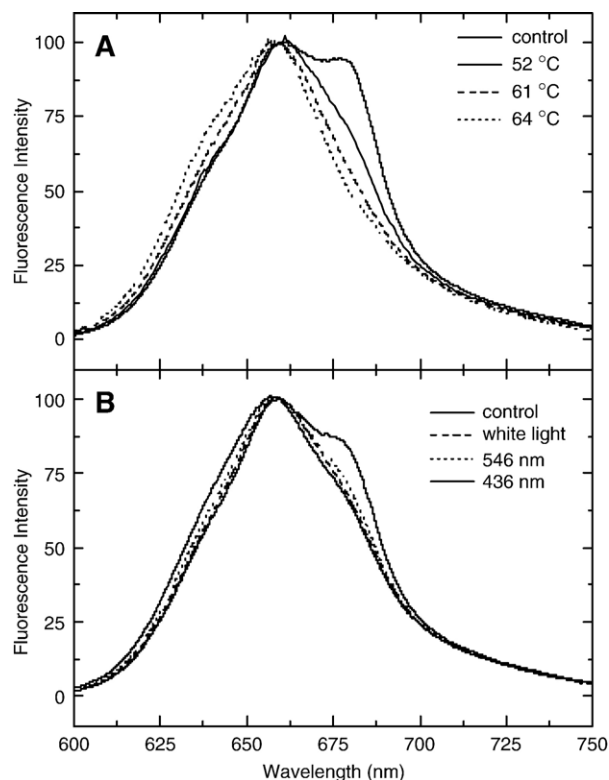 A
control
52 °C
61 °C
64 °C
Fluorescence Intensity
100
75
50
25
0
B
control
white light
546 nm
436 nm
Fluorescence Intensity
100
75
50
25
0
600 625 650 675 700 725 750
Wavelength (nm)